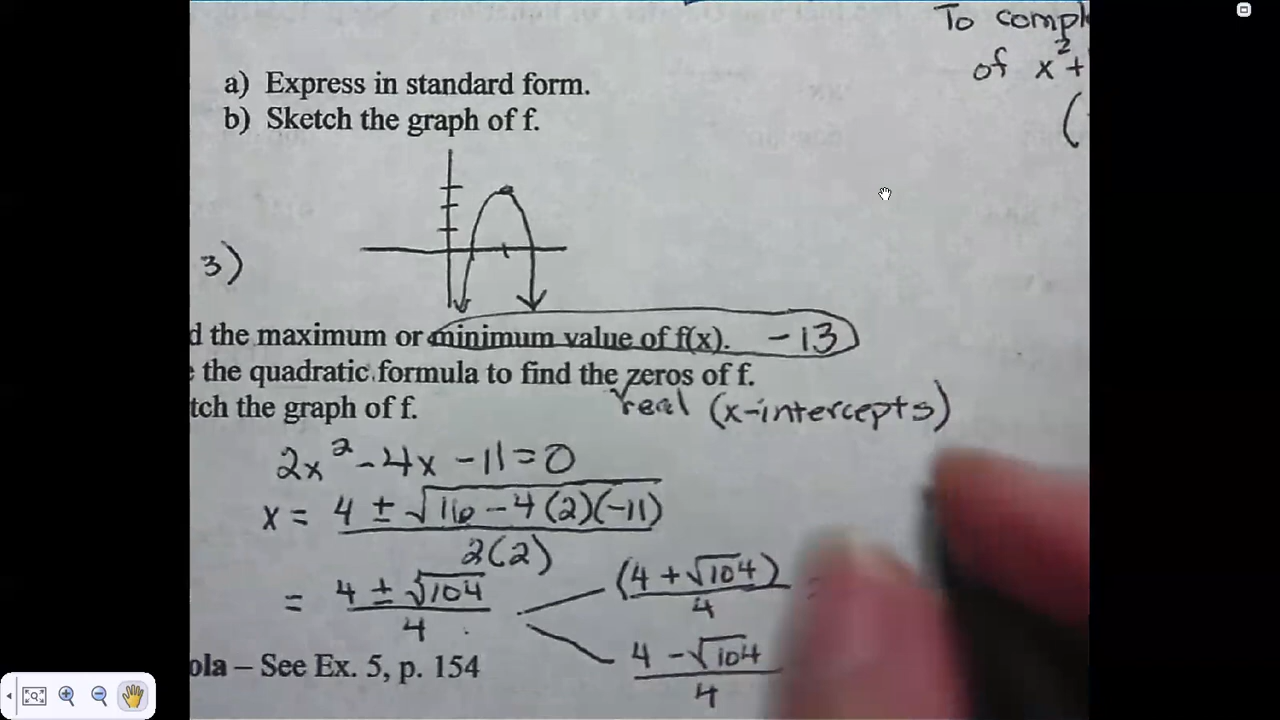 To compl
of x²+
(
a) Express in standard form.
b) Sketch the graph of f.
3)
d the maximum or minimum value of f(x). -13
the quadratic formula to find the zeros of f.
real (x-intercepts)
tch the graph of f.
2x² - 4x - 11 = 0
x = 4 ± √16 - 4(2)(-11)
2(2)
= 4 ± √104
4
(4 + √104)
4
=
4 - √104
4
ola – See Ex. 5, p. 154